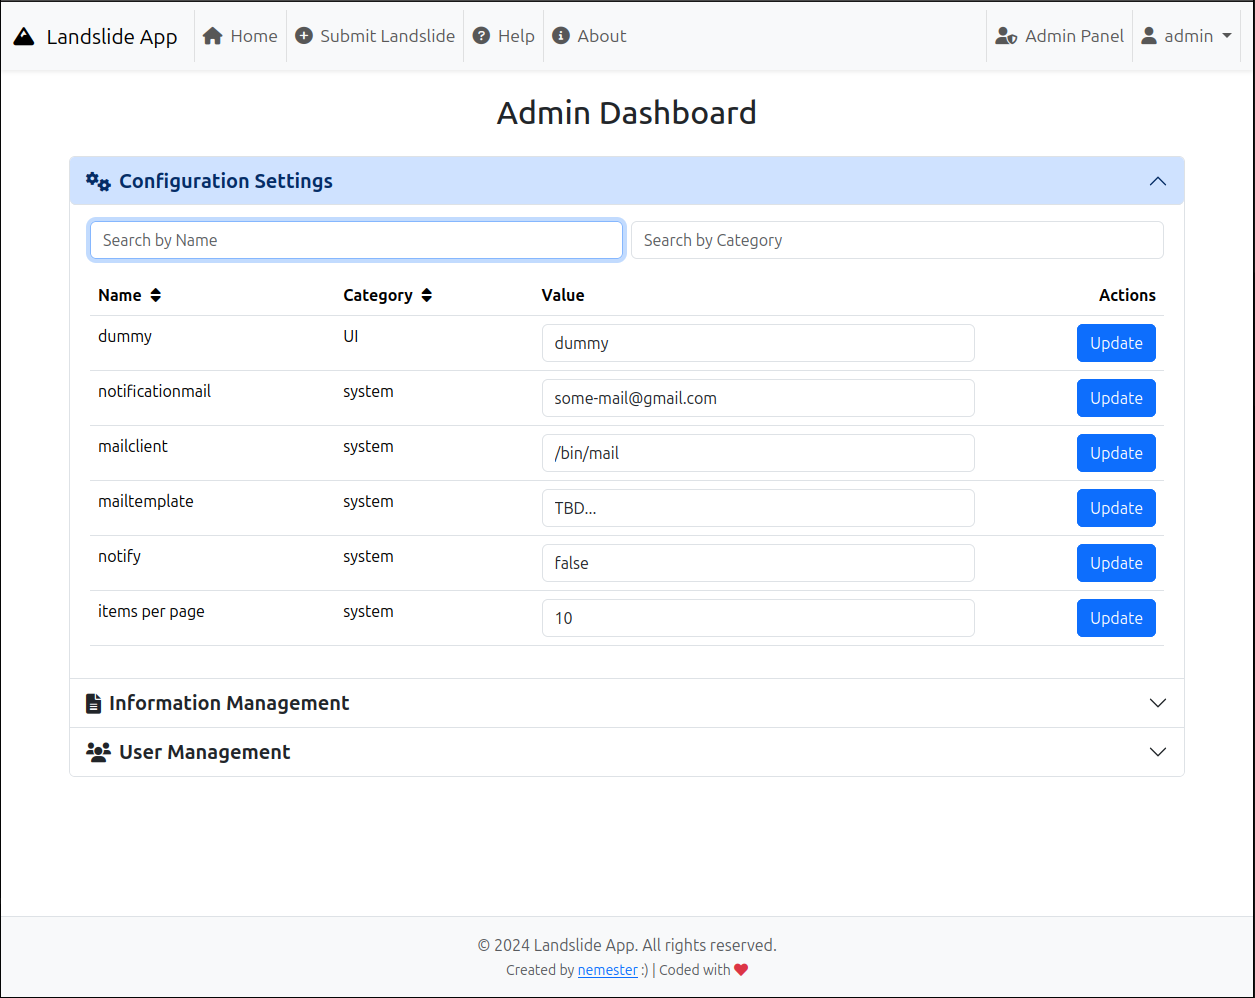 Landslide App Home Submit Landslide Help About Admin Panel admin
Admin Dashboard
Configuration Settings
Search by Name Search by Category
Name Category Value Actions
dummy UI dummy Update
notificationmail system some-mail@gmail.com Update
mailclient system /bin/mail Update
mailtemplate system TBD... Update
notify system false Update
items per page system 10 Update
Information Management
User Management
© 2024 Landslide App. All rights reserved.
Created by nemester :) | Coded with ❤